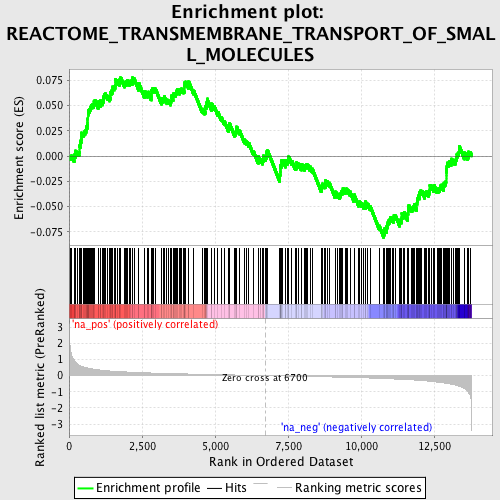 Enrichment plot:
REACTOME_TRANSMEMBRANE_TRANSPORT_OF_SMAL
L_MOLECULES
Enrichment score (ES)
0.075
0.050
0.025
0.000
-0.025
-0.050
-0.075
'na_pos' (positively correlated)
Ranked list metric (PreRanked)
3
2
1
0
-1
-2
-3
Zero cross at 6700
'na_neg' (negatively correlated)
0
2,500
5,000
7,500
10,000
12,500
Rank in Ordered Dataset
Enrichment profile
Hits
Ranking metric scores